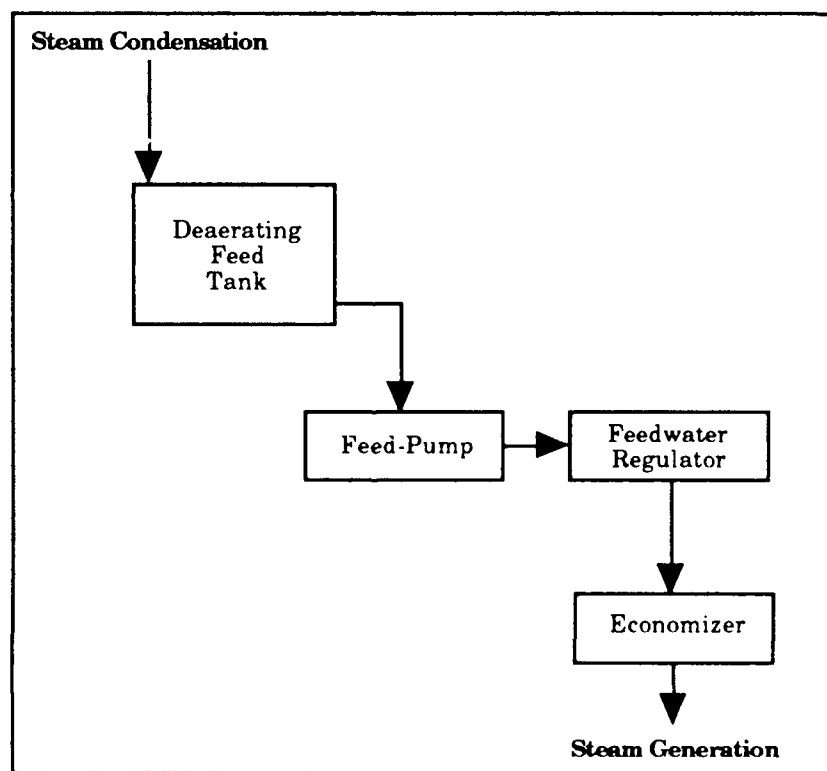 Steam Condensation
Deaerating
Feed
Tank
Feed-Pump
Feedwater
Regulator
Economizer
Steam Generation